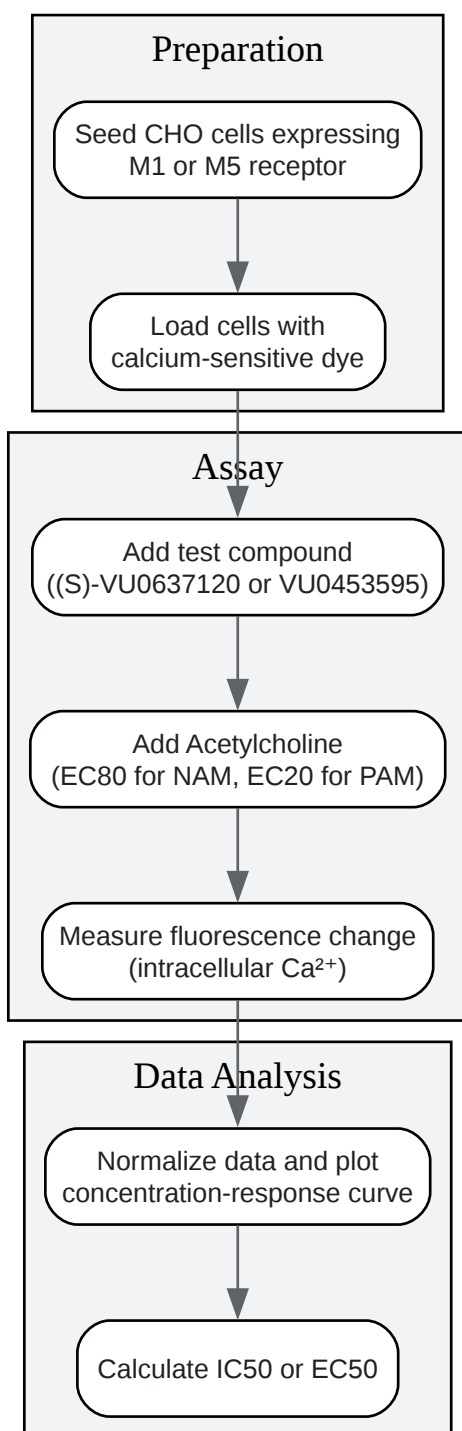 Preparation
Seed CHO cells expressing
M1 or M5 receptor
Load cells with
calcium-sensitive dye
Assay
Add test compound
((S)-VU0637120 or VU0453595)
Add Acetylcholine
(EC80 for NAM, EC20 for PAM)
Measure fluorescence change
(intracellular Ca²⁺)
Data Analysis
Normalize data and plot
concentration-response curve
Calculate IC50 or EC50